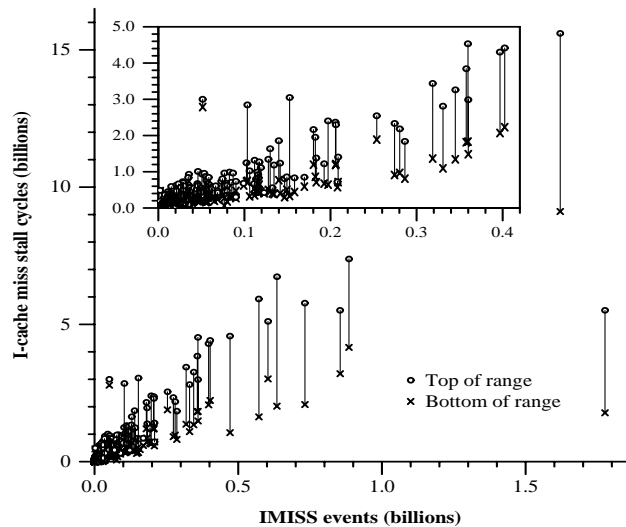 I-cache miss stall cycles (billions)
15
10
5
0
5.0
4.0
3.0
2.0
1.0
0.0
0.0 0.1 0.2 0.3 0.4
Top of range
Bottom of range
0.0 0.5 1.0 1.5
IMISS events (billions)